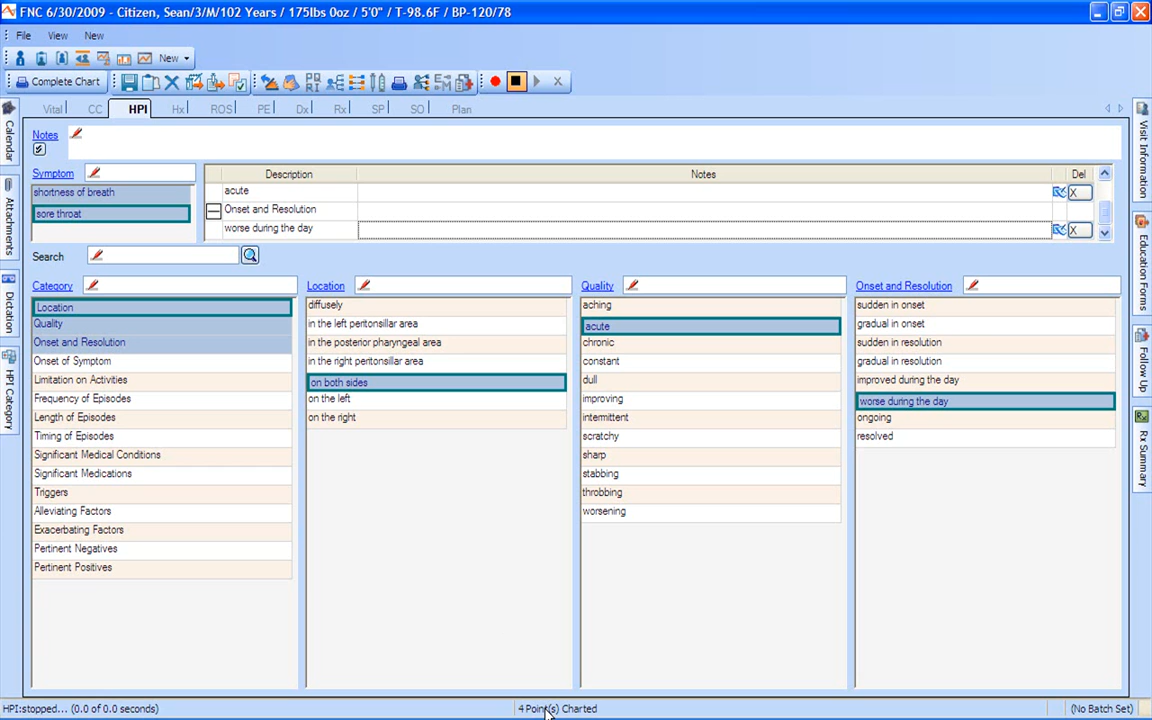 FNC 6/30/2009 - Citizen, Sean/3/M/102 Years / 175lbs 0oz / 5'0" / T-98.6F / BP-120/78
File View New
New
Complete Chart
Vital CC HPI Hx ROS PE Dx Rx SP SO Plan
Calendar
Attachments
Dictation
HPI Category
Notes
Symptom
shortness of breath
sore throat
Description Notes Del
acute X
Onset and Resolution
worse during the day X
Search
Category
Location
Quality
Onset and Resolution
Onset of Symptom
Limitation on Activities
Frequency of Episodes
Length of Episodes
Timing of Episodes
Significant Medical Conditions
Significant Medications
Triggers
Alleviating Factors
Exacerbating Factors
Pertinent Negatives
Pertinent Positives
Location
diffusely
in the left peritonsillar area
in the posterior pharyngeal area
in the right peritonsillar area
on both sides
on the left
on the right
Quality
aching
acute
chronic
constant
dull
improving
intermittent
scratchy
sharp
stabbing
throbbing
worsening
Onset and Resolution
sudden in onset
gradual in onset
sudden in resolution
gradual in resolution
improved during the day
worse during the day
ongoing
resolved
Visit Information
Education Forms
Follow Up
Rx Summary
HPI:stopped... (0.0 of 0.0 seconds) 4 Point(s) Charted (No Batch Set)